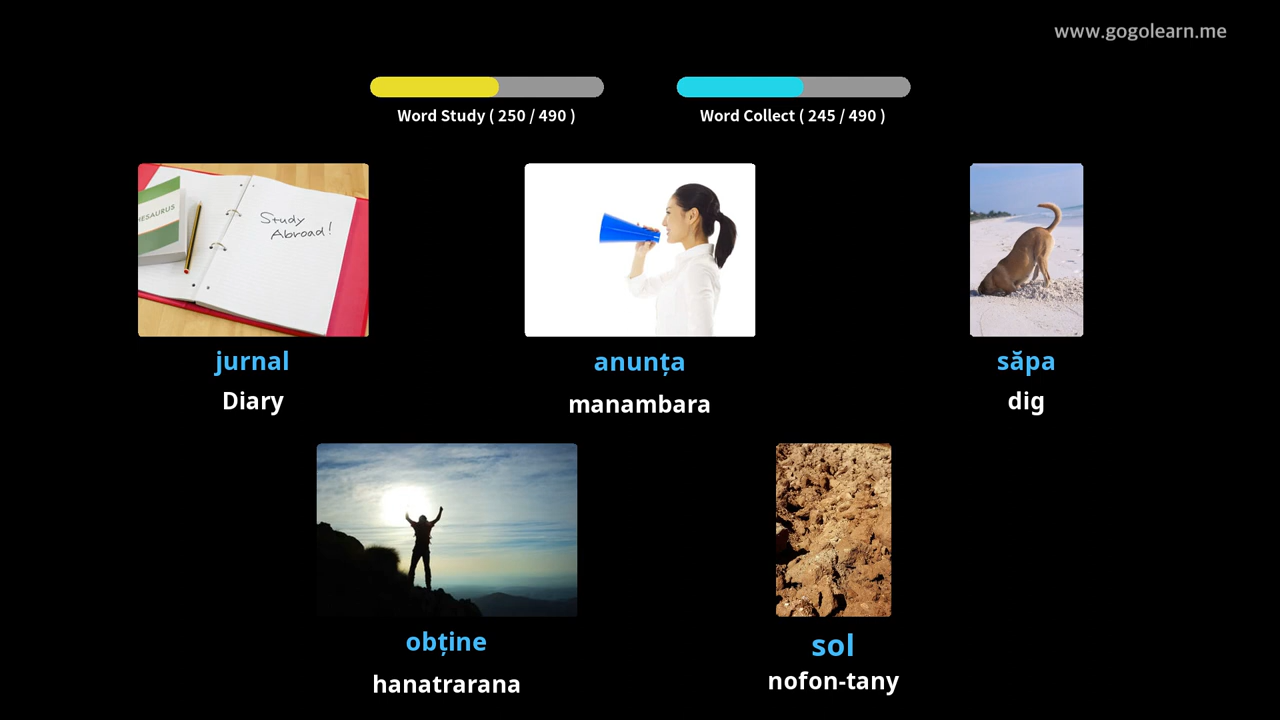 www.gogolearn.me
Word Study ( 250 / 490 )
Word Collect ( 245 / 490 )
HESAURUS
Study
Abroad!
jurnal
Diary
anunța
manambara
săpa
dig
obține
hanatrarana
sol
nofon-tany